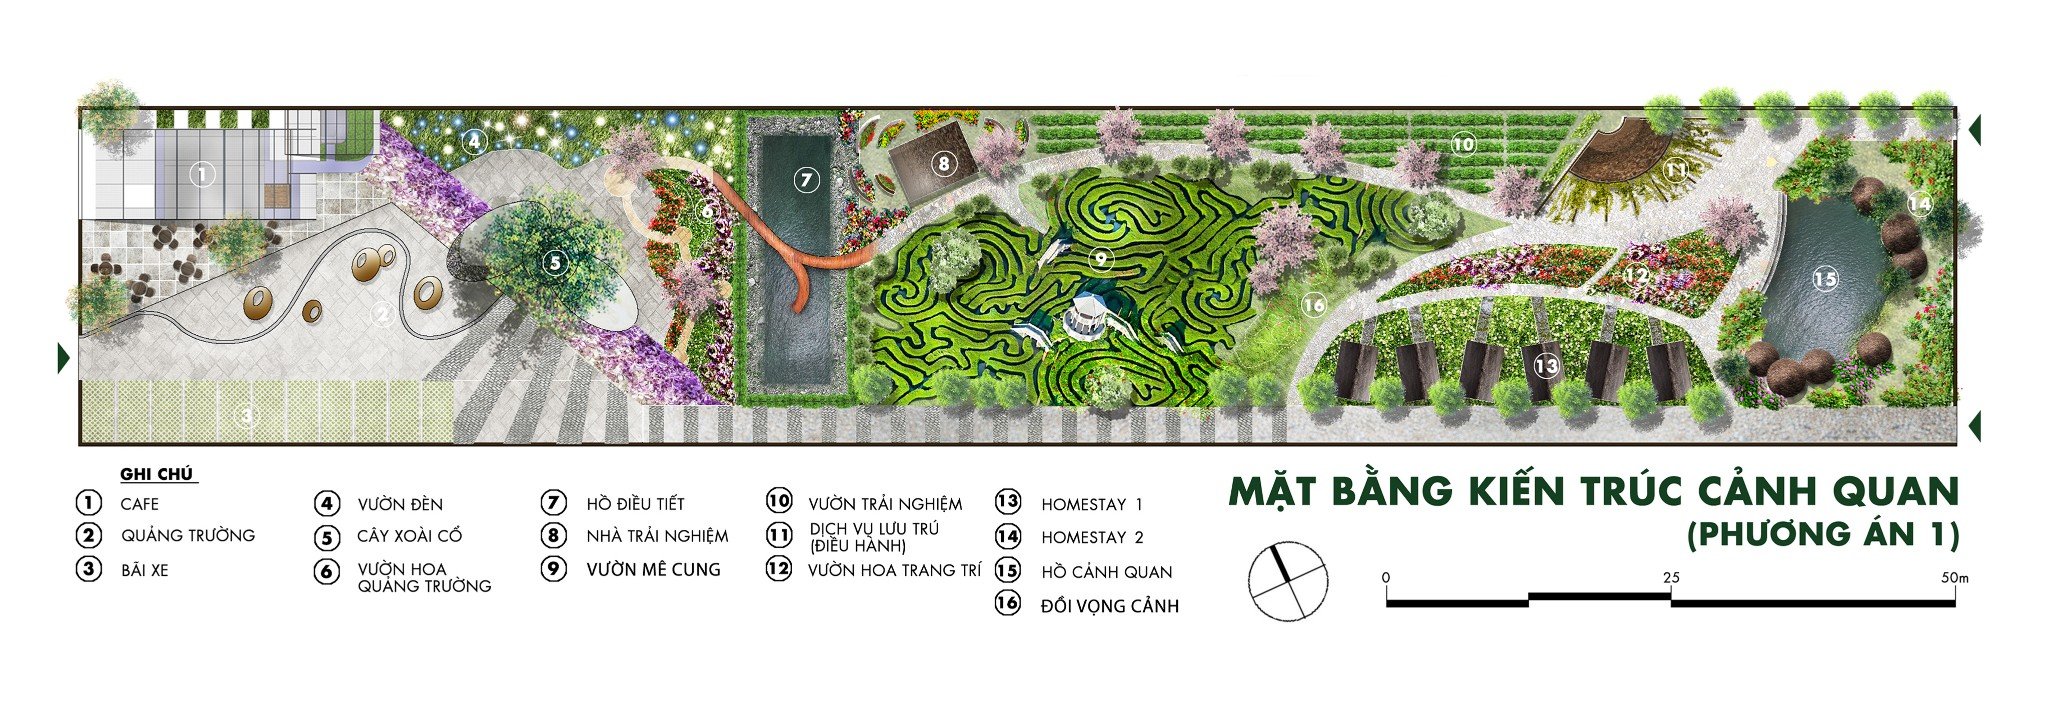 1
2
3
4
5
6
7
8
9
10
11
12
13
14
15
16
GHI CHÚ
1 CAFE
2 QUẢNG TRƯỜNG
3 BÃI XE
4 VƯỜN ĐÈN
5 CÂY XOÀI CỔ
6 VƯỜN HOA
QUẢNG TRƯỜNG
7 HỒ ĐIỀU TIẾT
8 NHÀ TRẢI NGHIỆM
9 VƯỜN MÊ CUNG
10 VƯỜN TRẢI NGHIỆM
11 DỊCH VỤ LƯU TRÚ
(ĐIỀU HÀNH)
12 VƯỜN HOA TRANG TRÍ
13 HOMESTAY 1
14 HOMESTAY 2
15 HỒ CẢNH QUAN
16 ĐỒI VỌNG CẢNH
MẶT BẰNG KIẾN TRÚC CẢNH QUAN
(PHƯƠNG ÁN 1)
0 25 50m